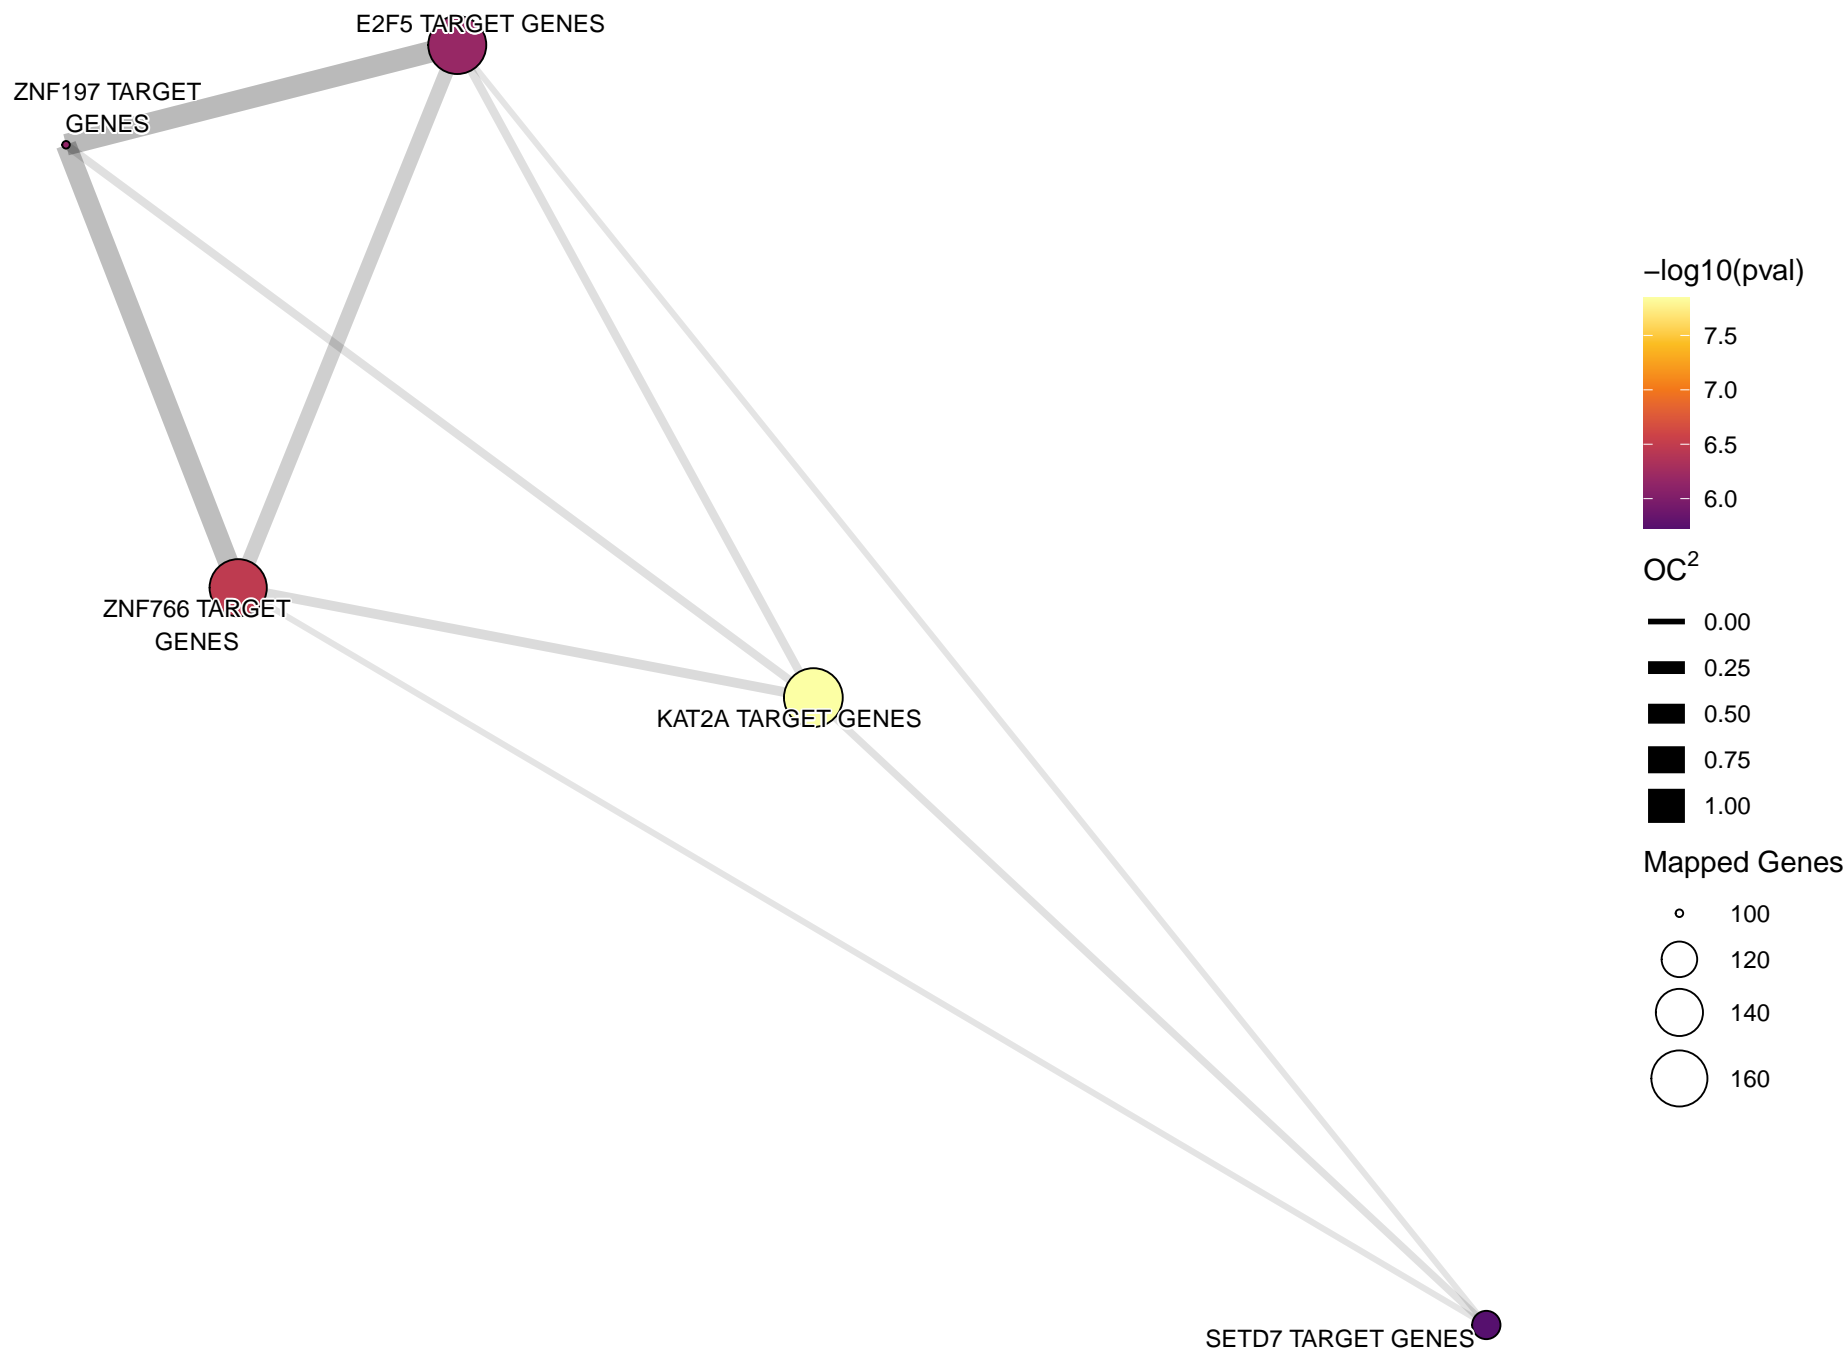 E2F5 TARGET GENES
ZNF197 TARGET
GENES
ZNF766 TARGET
GENES
KAT2A TARGET GENES
SETD7 TARGET GENES
−log10(pval)
7.5
7.0
6.5
6.0
OC²
0.00
0.25
0.50
0.75
1.00
Mapped Genes
100
120
140
160